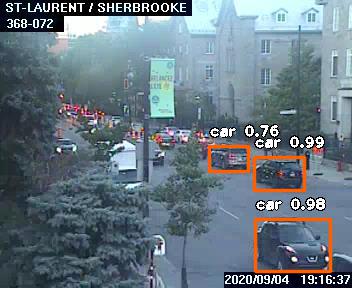 ST-LAURENT / SHERBROOKE
368-072
car 0.76
car 0.99
car 0.98
2020/09/04 19:16:37